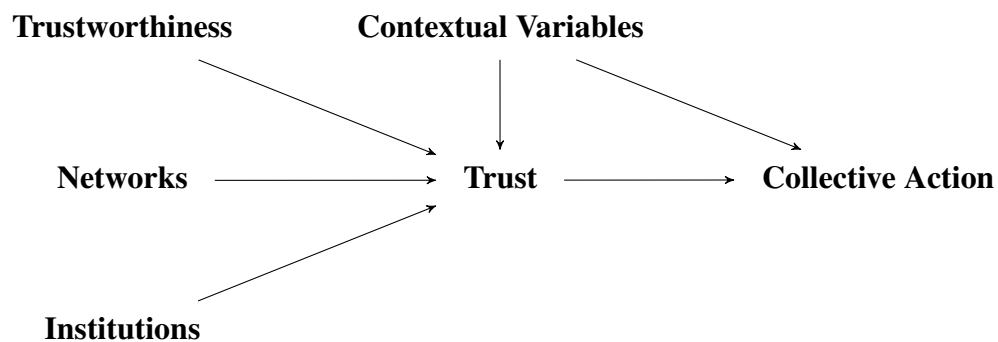 Trustworthiness
Contextual Variables
Networks
Trust
Collective Action
Institutions